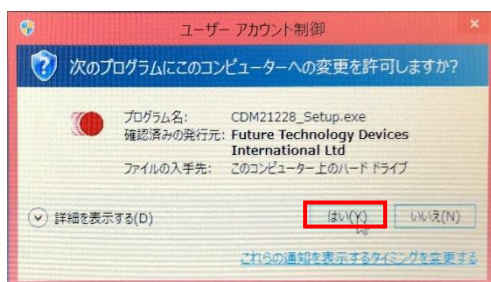 ユーザー アカウント制御
次のプログラムにこのコンピューターへの変更を許可しますか?
プログラム名: CDM21228_Setup.exe
確認済みの発行元: Future Technology Devices
International Ltd
ファイルの入手先: このコンピューター上のハード ドライブ
詳細を表示する(D)
はい(Y)
いいえ(N)
これらの通知を表示するタイミングを変更する